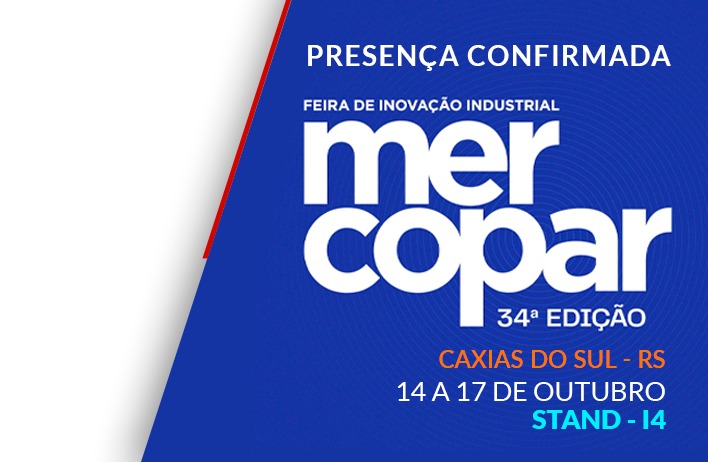 PRESENÇA CONFIRMADA
FEIRA DE INOVAÇÃO INDUSTRIAL
mer
copar
34ª EDIÇÃO
CAXIAS DO SUL - RS
14 A 17 DE OUTUBRO
STAND - I4